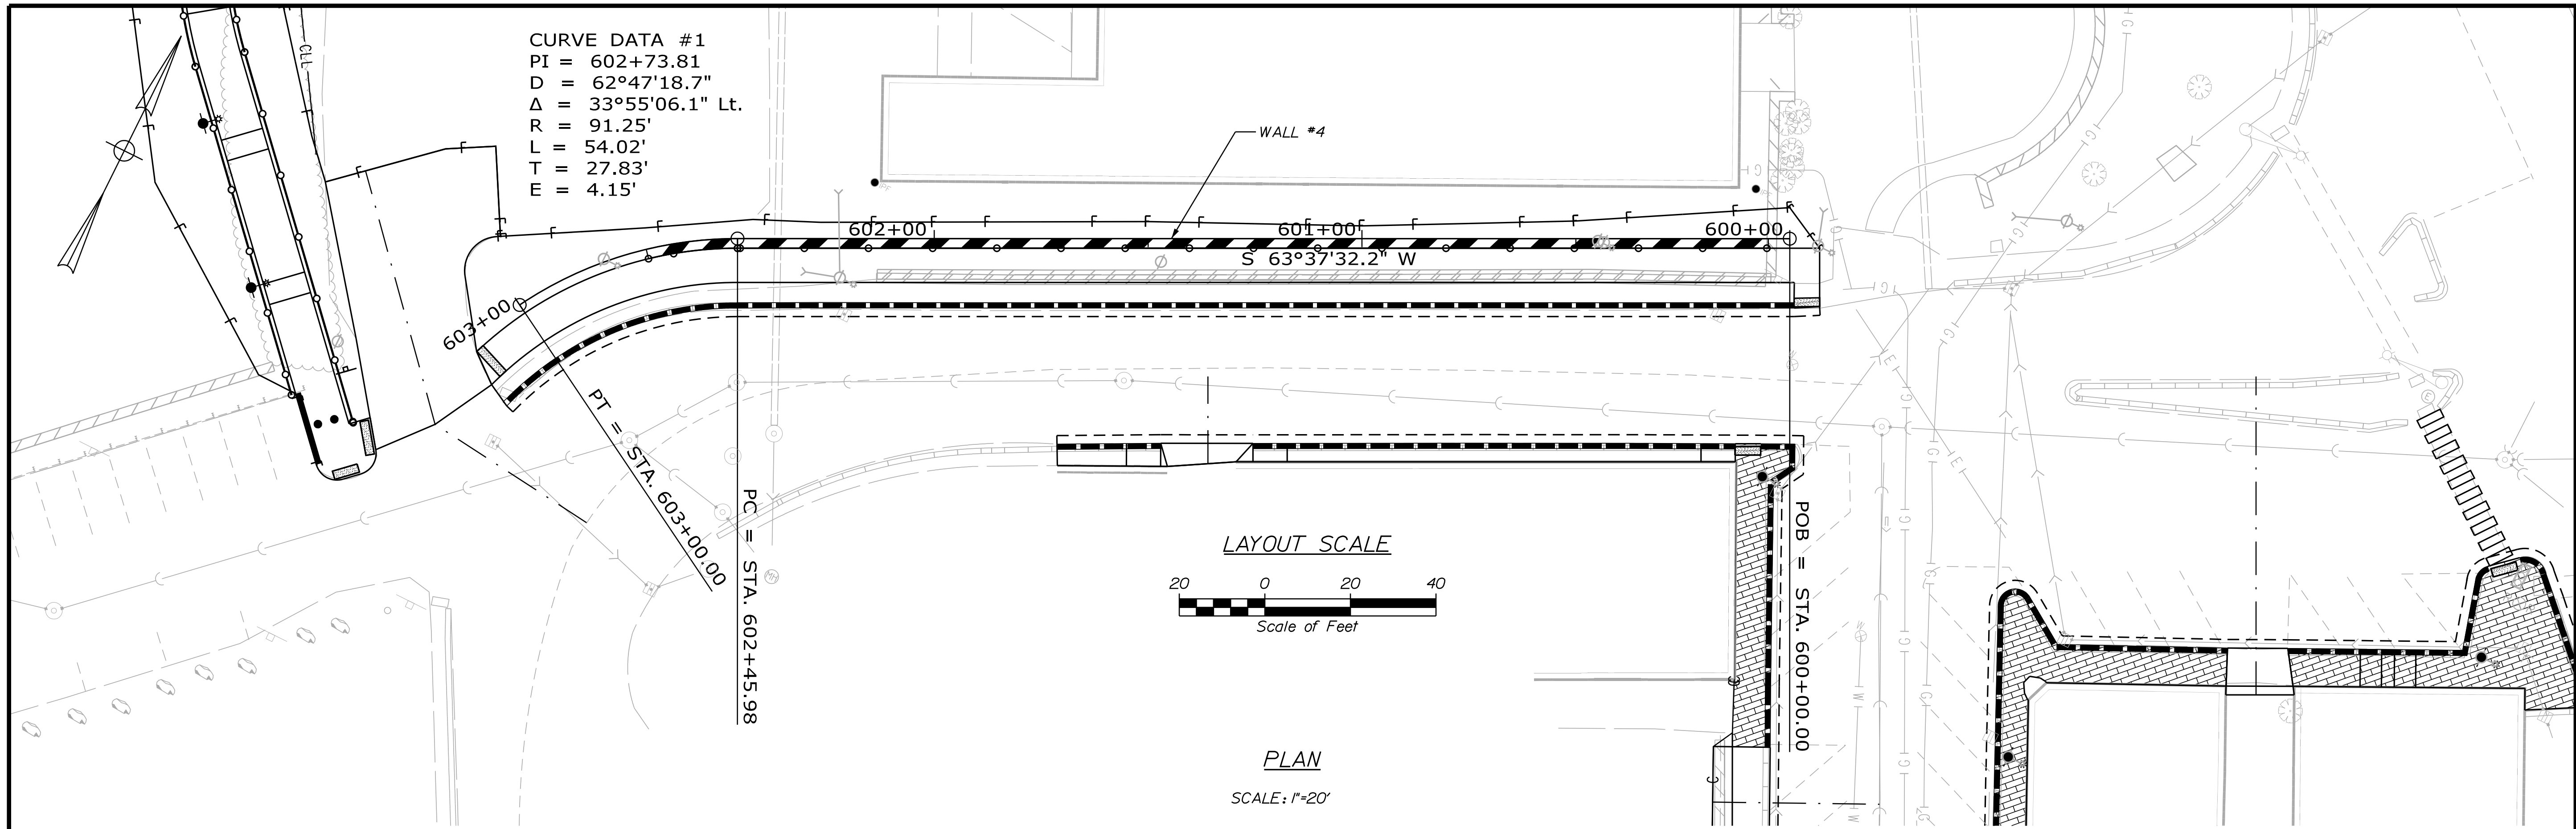 CURVE DATA #1
PI = 602+73.81
D = 62°47'18.7"
Δ = 33°55'06.1" Lt.
R = 91.25'
L = 54.02'
T = 27.83'
E = 4.15'
CLL
WALL #4
602+00
601+00
600+00
S 63°37'32.2" W
603+00
PT = STA. 603+00.00
PC = STA. 602+45.98
POB = STA. 600+00.00
LAYOUT SCALE
20 0 20 40
Scale of Feet
PLAN
SCALE: 1"=20'
G
G
G
G
G
G
G
G
G
G
G
G
G
E
E
E
W
W
MH